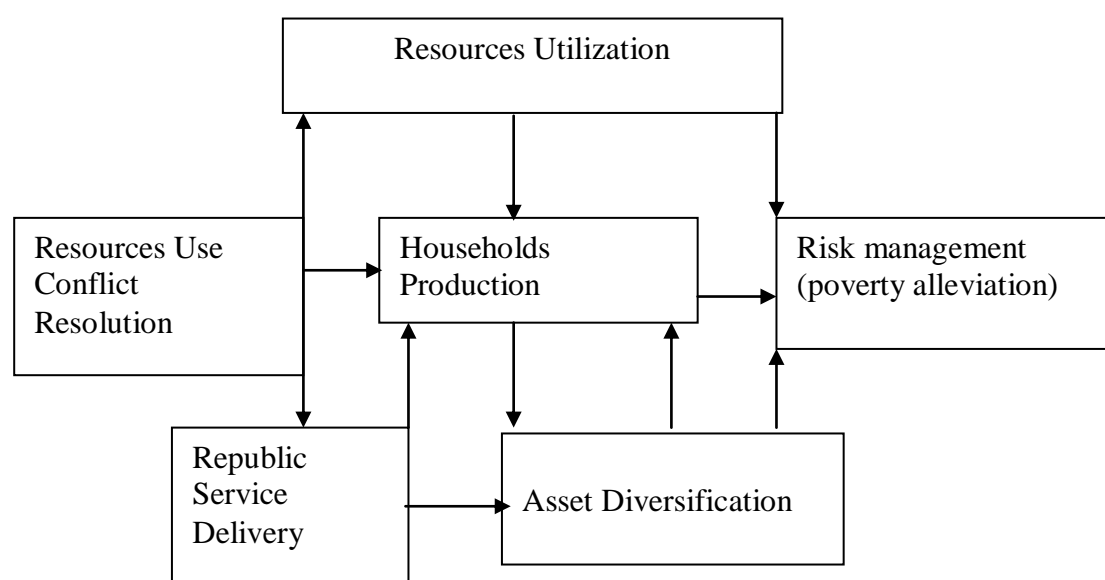 Resources Utilization
Resources Use
Conflict
Resolution
Households
Production
Risk management
(poverty alleviation)
Republic
Service
Delivery
Asset Diversification